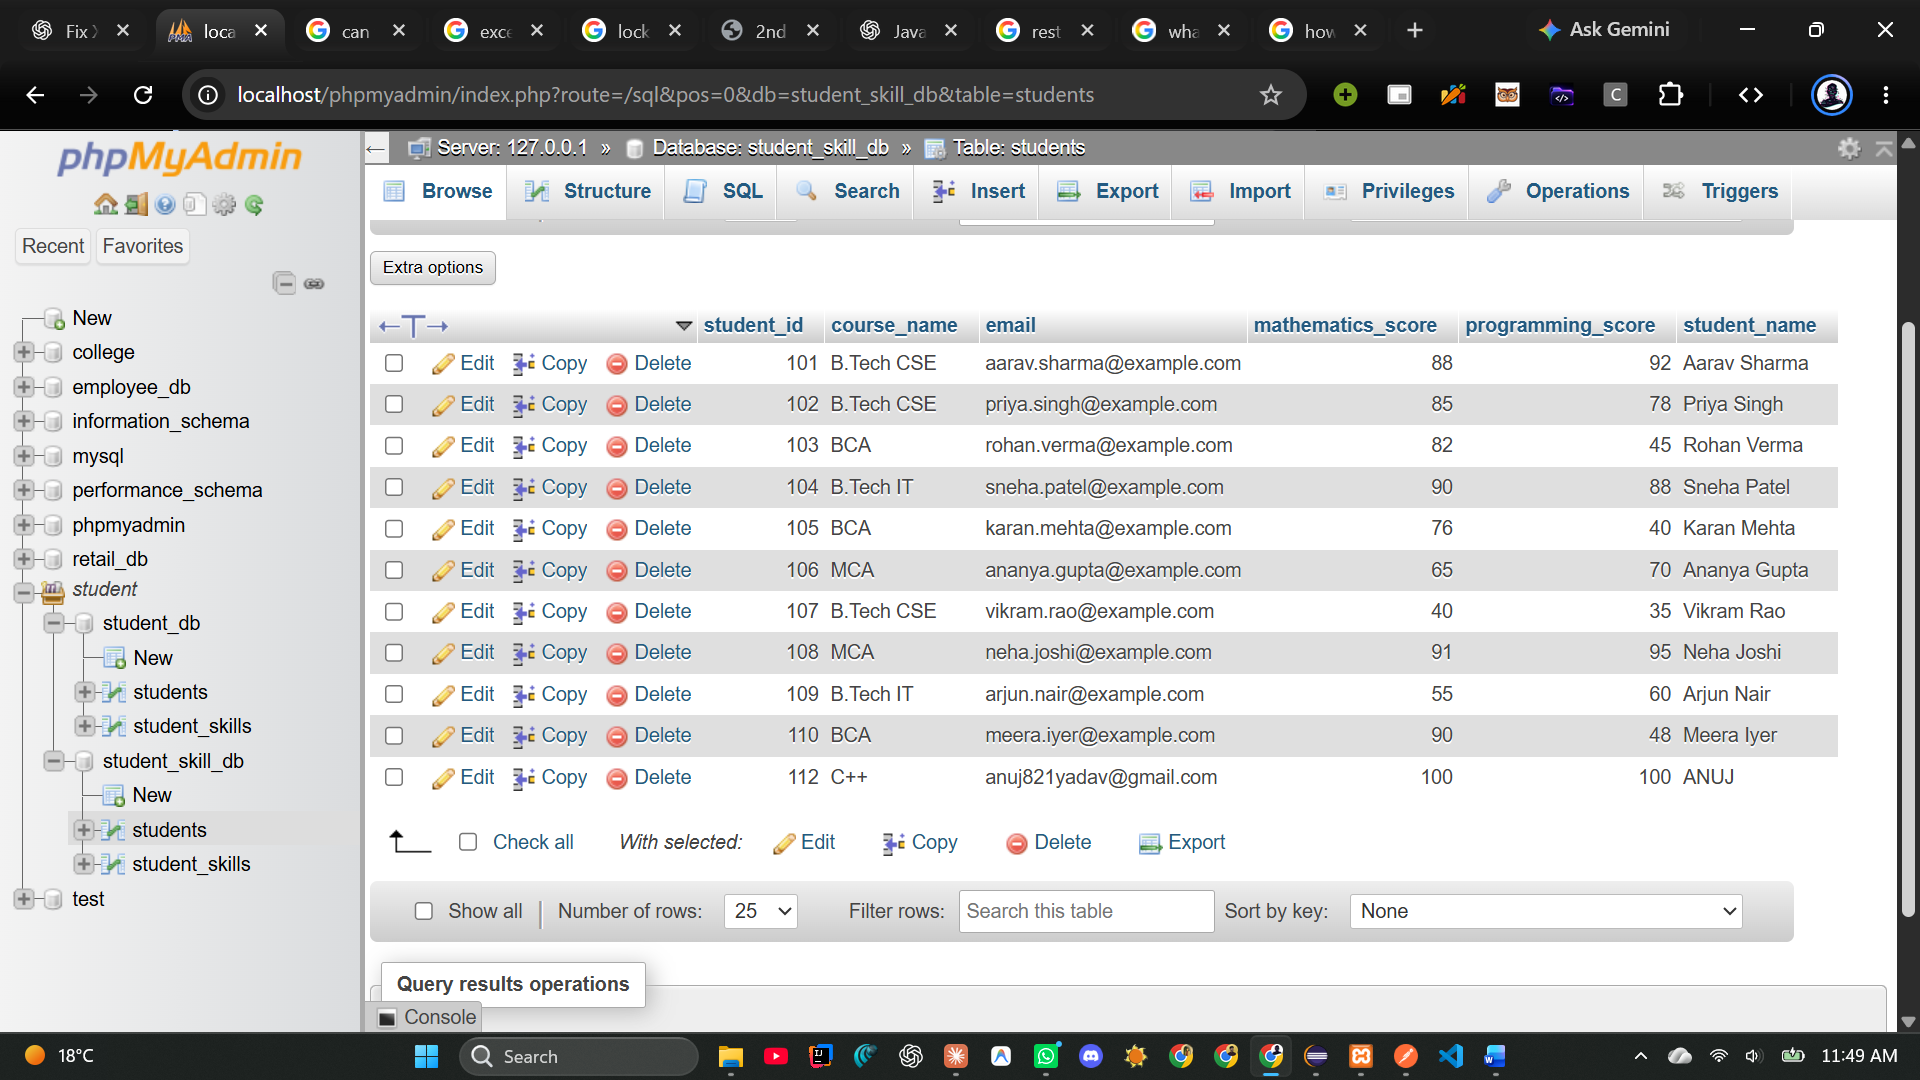 Fix
loca
can
exce
lock
2nd
Java
rest
wha
how
Ask Gemini
localhost/phpmyadmin/index.php?route=/sql&pos=0&db=student_skill_db&table=students
phpMyAdmin
Recent Favorites
New
college
employee_db
information_schema
mysql
performance_schema
phpmyadmin
retail_db
student
student_db
New
students
student_skills
student_skill_db
New
students
student_skills
test
Server: 127.0.0.1 » Database: student_skill_db » Table: students
Browse Structure SQL Search Insert Export Import Privileges Operations Triggers
Extra options
student_id course_name email mathematics_score programming_score student_name
Edit Copy Delete 101 B.Tech CSE aarav.sharma@example.com 88 92 Aarav Sharma
Edit Copy Delete 102 B.Tech CSE priya.singh@example.com 85 78 Priya Singh
Edit Copy Delete 103 BCA rohan.verma@example.com 82 45 Rohan Verma
Edit Copy Delete 104 B.Tech IT sneha.patel@example.com 90 88 Sneha Patel
Edit Copy Delete 105 BCA karan.mehta@example.com 76 40 Karan Mehta
Edit Copy Delete 106 MCA ananya.gupta@example.com 65 70 Ananya Gupta
Edit Copy Delete 107 B.Tech CSE vikram.rao@example.com 40 35 Vikram Rao
Edit Copy Delete 108 MCA neha.joshi@example.com 91 95 Neha Joshi
Edit Copy Delete 109 B.Tech IT arjun.nair@example.com 55 60 Arjun Nair
Edit Copy Delete 110 BCA meera.iyer@example.com 90 48 Meera Iyer
Edit Copy Delete 112 C++ anuj821yadav@gmail.com 100 100 ANUJ
Check all With selected: Edit Copy Delete Export
Show all Number of rows: 25 Filter rows: Search this table Sort by key: None
Query results operations
Console
18°C
Search
11:49 AM